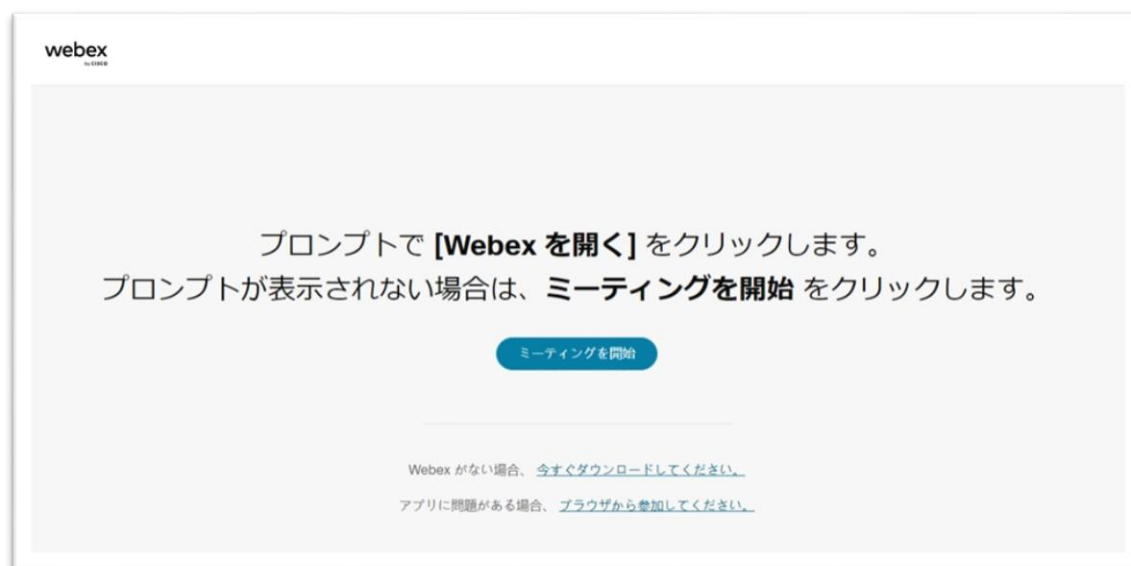 webex
by CISCO
プロンプトで [Webex を開く] をクリックします。
プロンプトが表示されない場合は、ミーティングを開始 をクリックします。
ミーティングを開始
Webex がない場合、 今すぐダウンロードしてください。
アプリに問題がある場合、 ブラウザから参加してください。